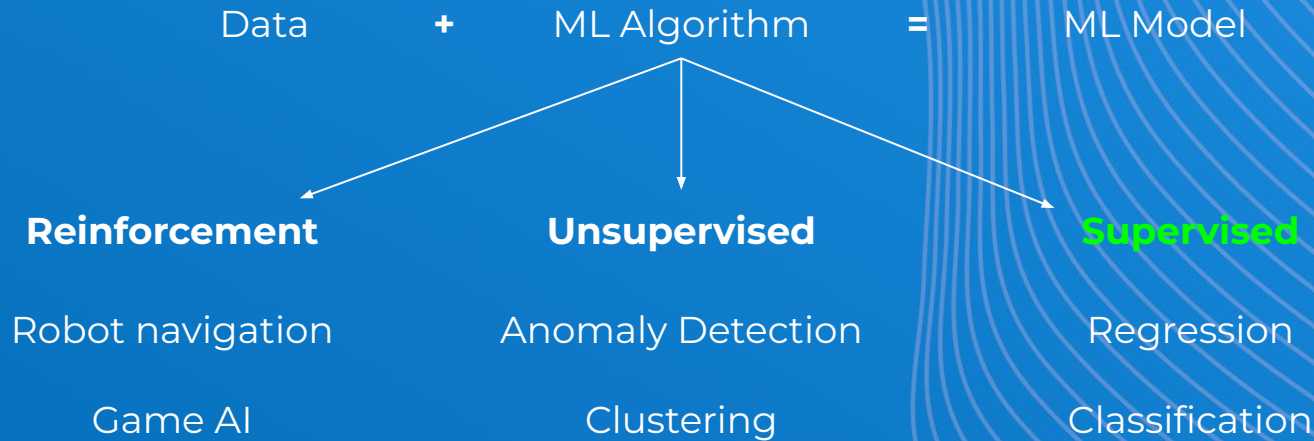 Data + ML Algorithm = ML Model
Reinforcement Unsupervised Supervised
Robot navigation Anomaly Detection Regression
Game AI Clustering Classification